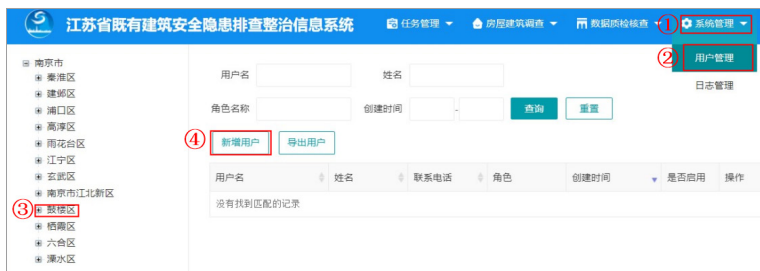 江苏省既有建筑安全隐患排查整治信息系统 任务管理 房屋建筑调查 数据质检核查 ① 系统管理
② 用户管理
日志管理
南京市
秦淮区
建邺区
浦口区
高淳区
雨花台区
江宁区
玄武区
南京市江北新区
③ 鼓楼区
栖霞区
六合区
溧水区
用户名 姓名
角色名称 创建时间 - 查询 重置
④ 新增用户 导出用户
用户名 姓名 联系电话 角色 创建时间 是否启用 操作
没有找到匹配的记录